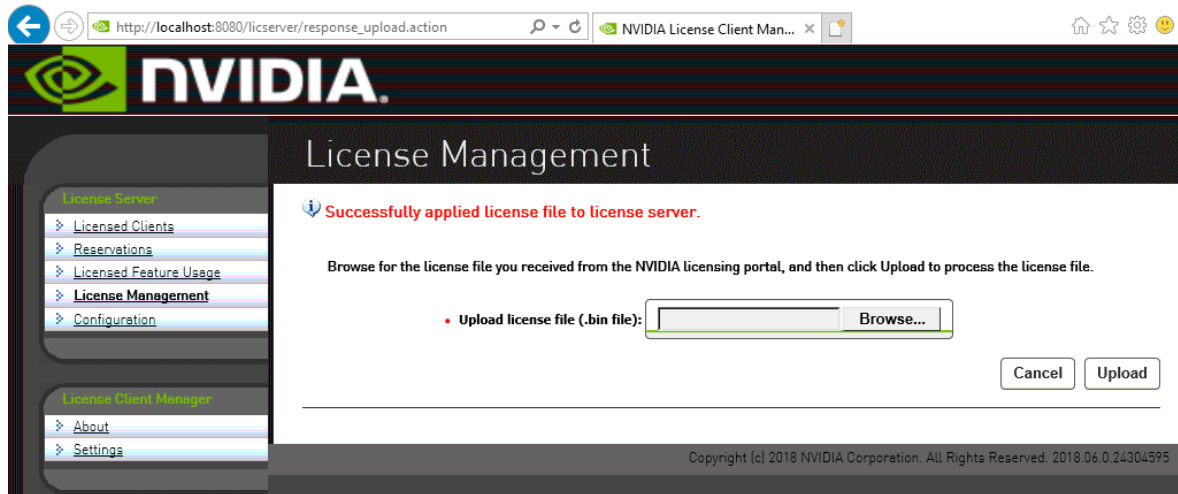 http://localhost:8080/licserver/response_upload.action
NVIDIA License Client Man...
NVIDIA.
License Management
License Server
Licensed Clients
Reservations
Licensed Feature Usage
License Management
Configuration
License Client Manager
About
Settings
Successfully applied license file to license server.
Browse for the license file you received from the NVIDIA licensing portal, and then click Upload to process the license file.
• Upload license file (.bin file):
Browse...
Cancel
Upload
Copyright (c) 2018 NVIDIA Corporation. All Rights Reserved. 2018.06.0.24304595